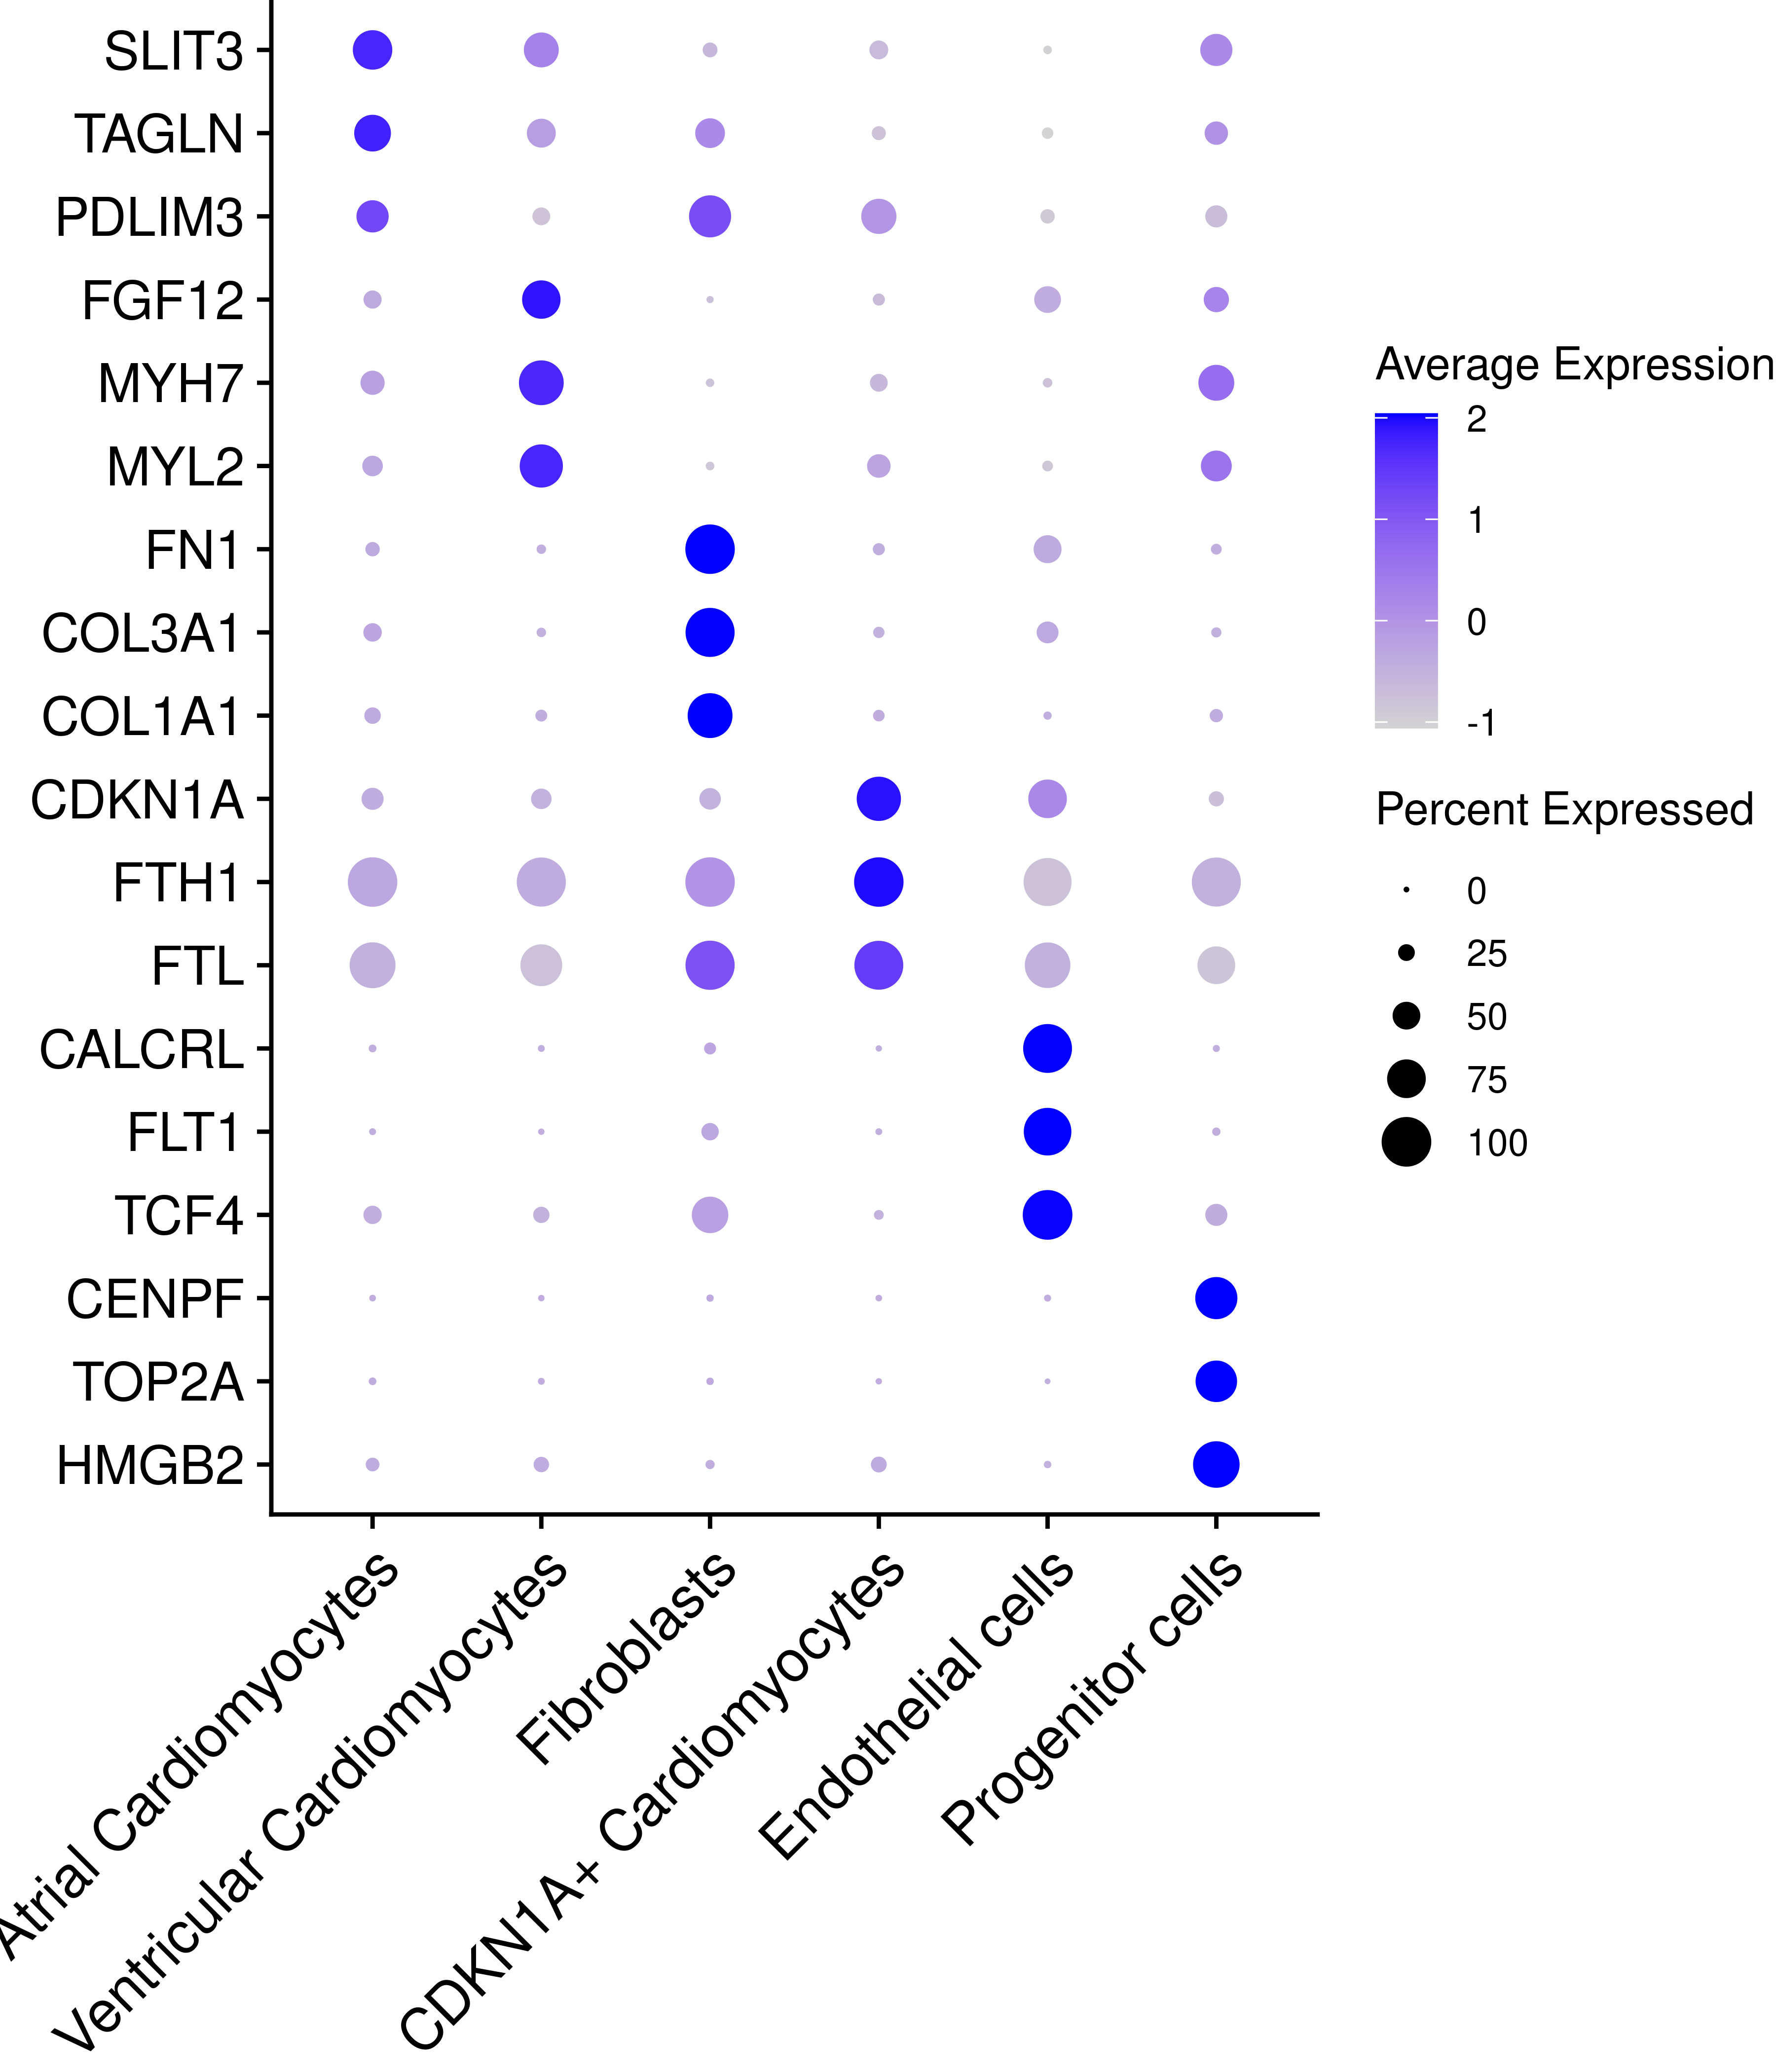 SLIT3
TAGLN
PDLIM3
FGF12
MYH7
MYL2
FN1
COL3A1
COL1A1
CDKN1A
FTH1
FTL
CALCRL
FLT1
TCF4
CENPF
TOP2A
HMGB2
Atrial Cardiomyocytes
Ventricular Cardiomyocytes
Fibroblasts
CDKN1A+ Cardiomyocytes
Endothelial cells
Progenitor cells
Average Expression
2
1
0
-1
Percent Expressed
0
25
50
75
100